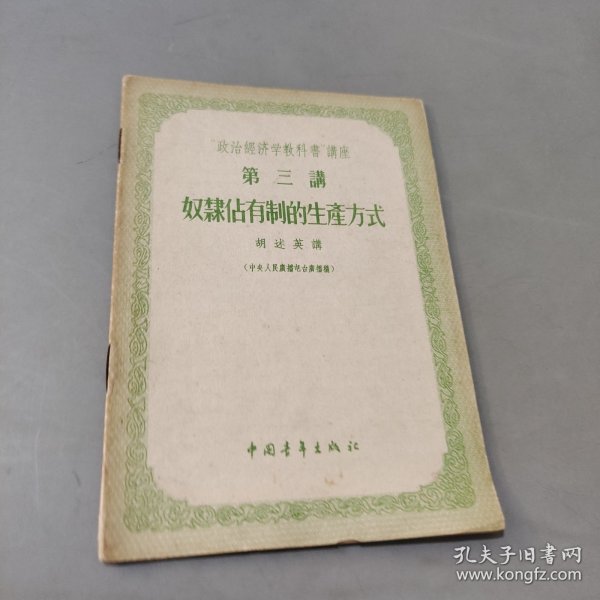 “政治經济学教科書”講座
第三講
奴隸佔有制的生產方式
胡述英講
（中央人民廣播电台廣播稿）
中国青年出版社
孔夫子旧書网
www.kongfz.com